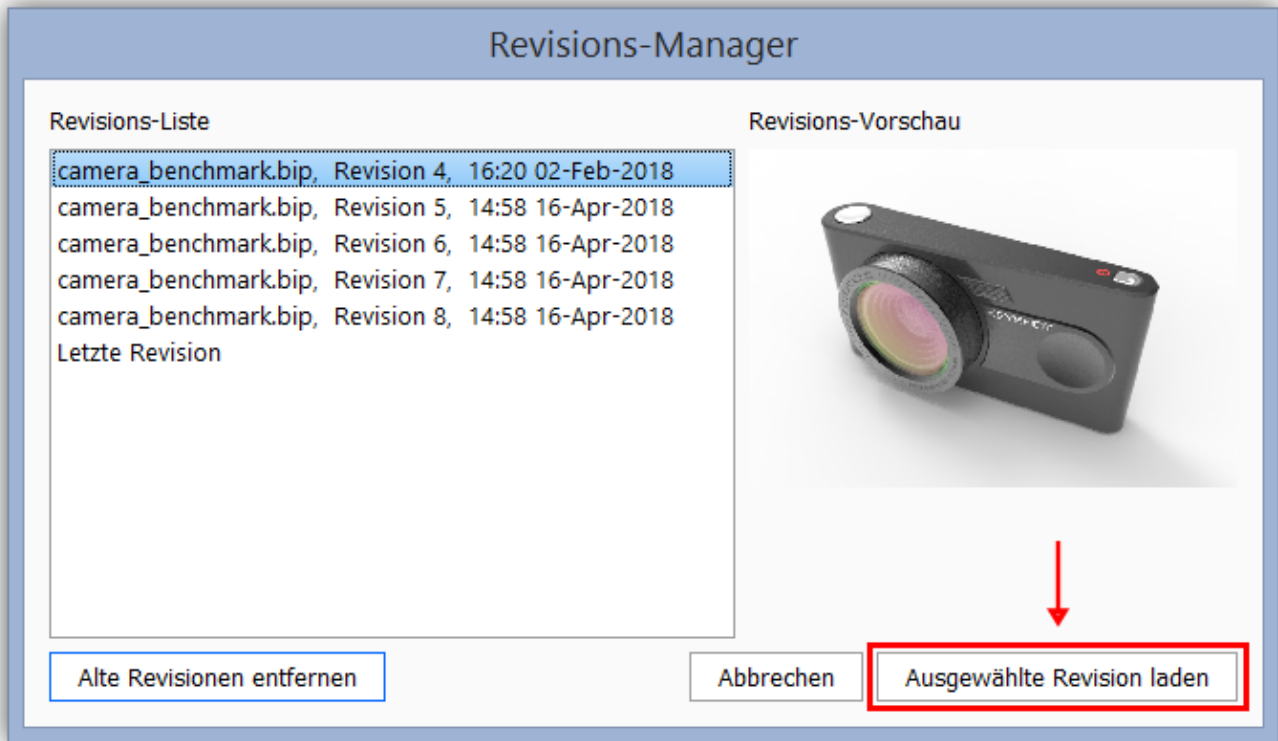 Revisions-Manager
Revisions-Liste
Revisions-Vorschau
camera_benchmark.bip, Revision 4, 16:20 02-Feb-2018
camera_benchmark.bip, Revision 5, 14:58 16-Apr-2018
camera_benchmark.bip, Revision 6, 14:58 16-Apr-2018
camera_benchmark.bip, Revision 7, 14:58 16-Apr-2018
camera_benchmark.bip, Revision 8, 14:58 16-Apr-2018
Letzte Revision
Alte Revisionen entfernen
Abbrechen
Ausgewählte Revision laden